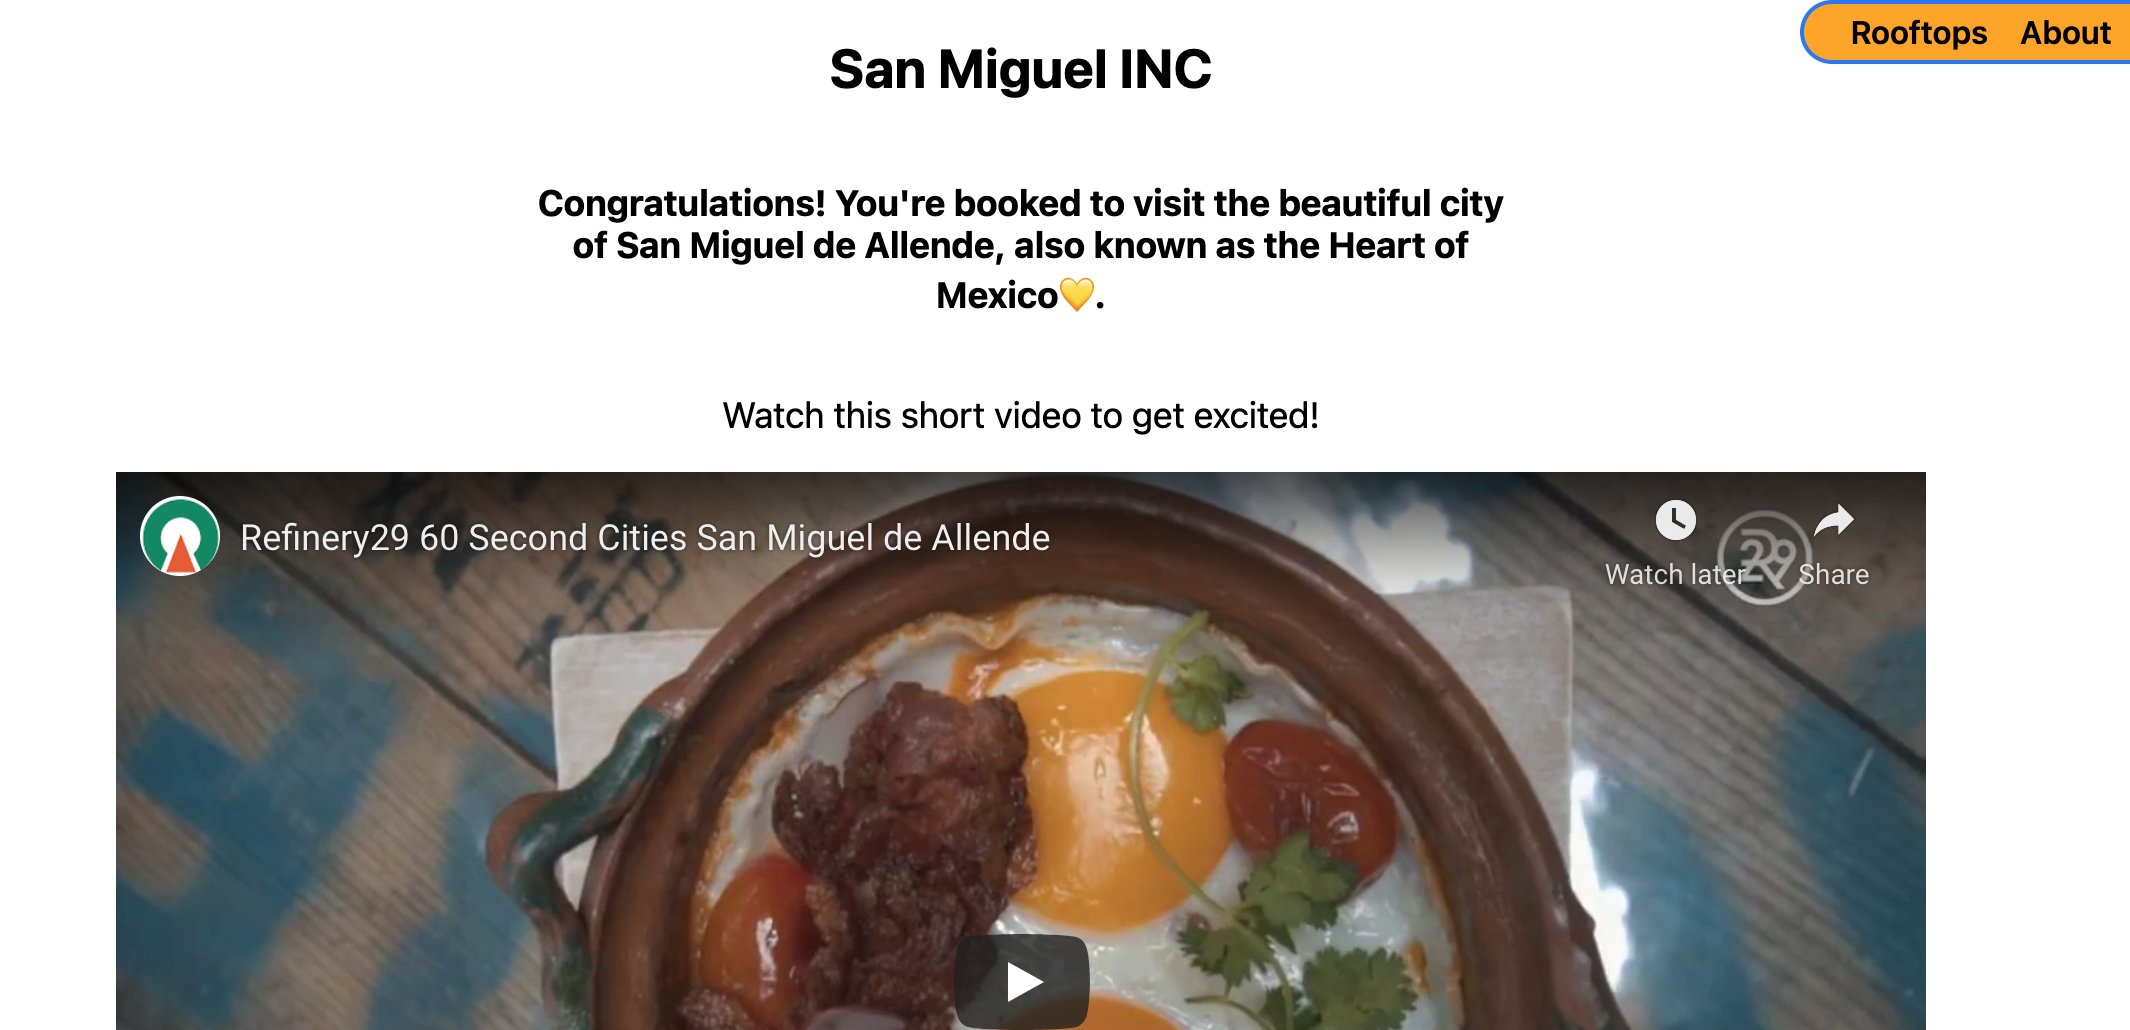 Rooftops About
San Miguel INC
Congratulations! You're booked to visit the beautiful city
of San Miguel de Allende, also known as the Heart of
Mexico💛.
Watch this short video to get excited!
Refinery29 60 Second Cities San Miguel de Allende
Watch later Share
R29